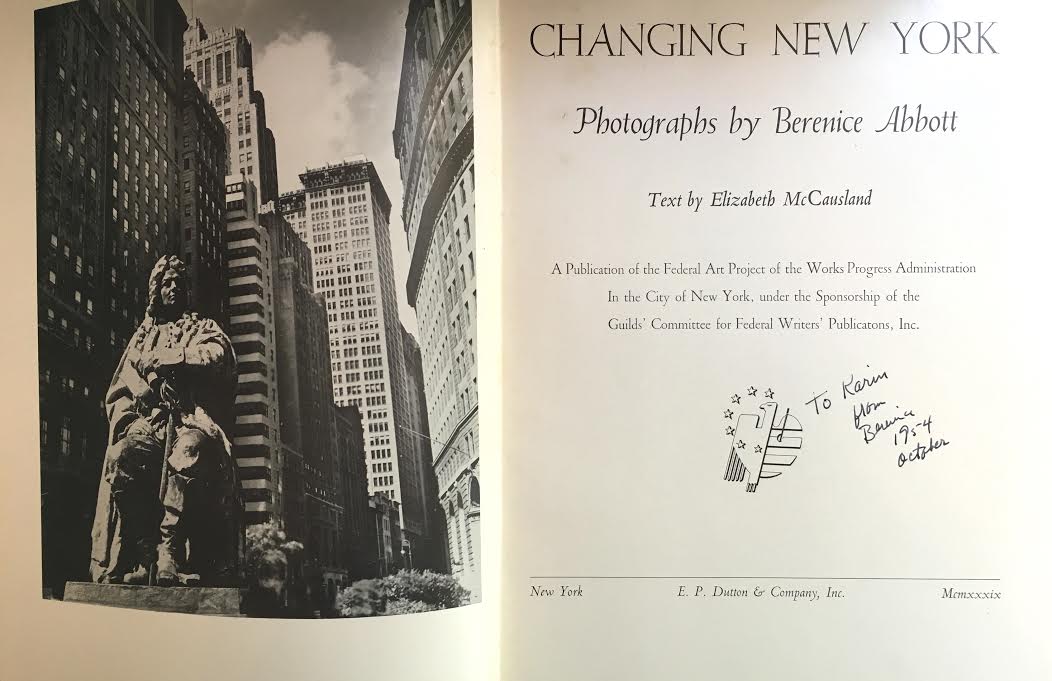 CHANGING NEW YORK
Photographs by Berenice Abbott
Text by Elizabeth McCausland
A Publication of the Federal Art Project of the Works Progress Administration
In the City of New York, under the Sponsorship of the
Guilds' Committee for Federal Writers' Publicatons, Inc.
To Karin
from
Berenice
1954
October
New York E. P. Dutton & Company, Inc. Mcmxxxix